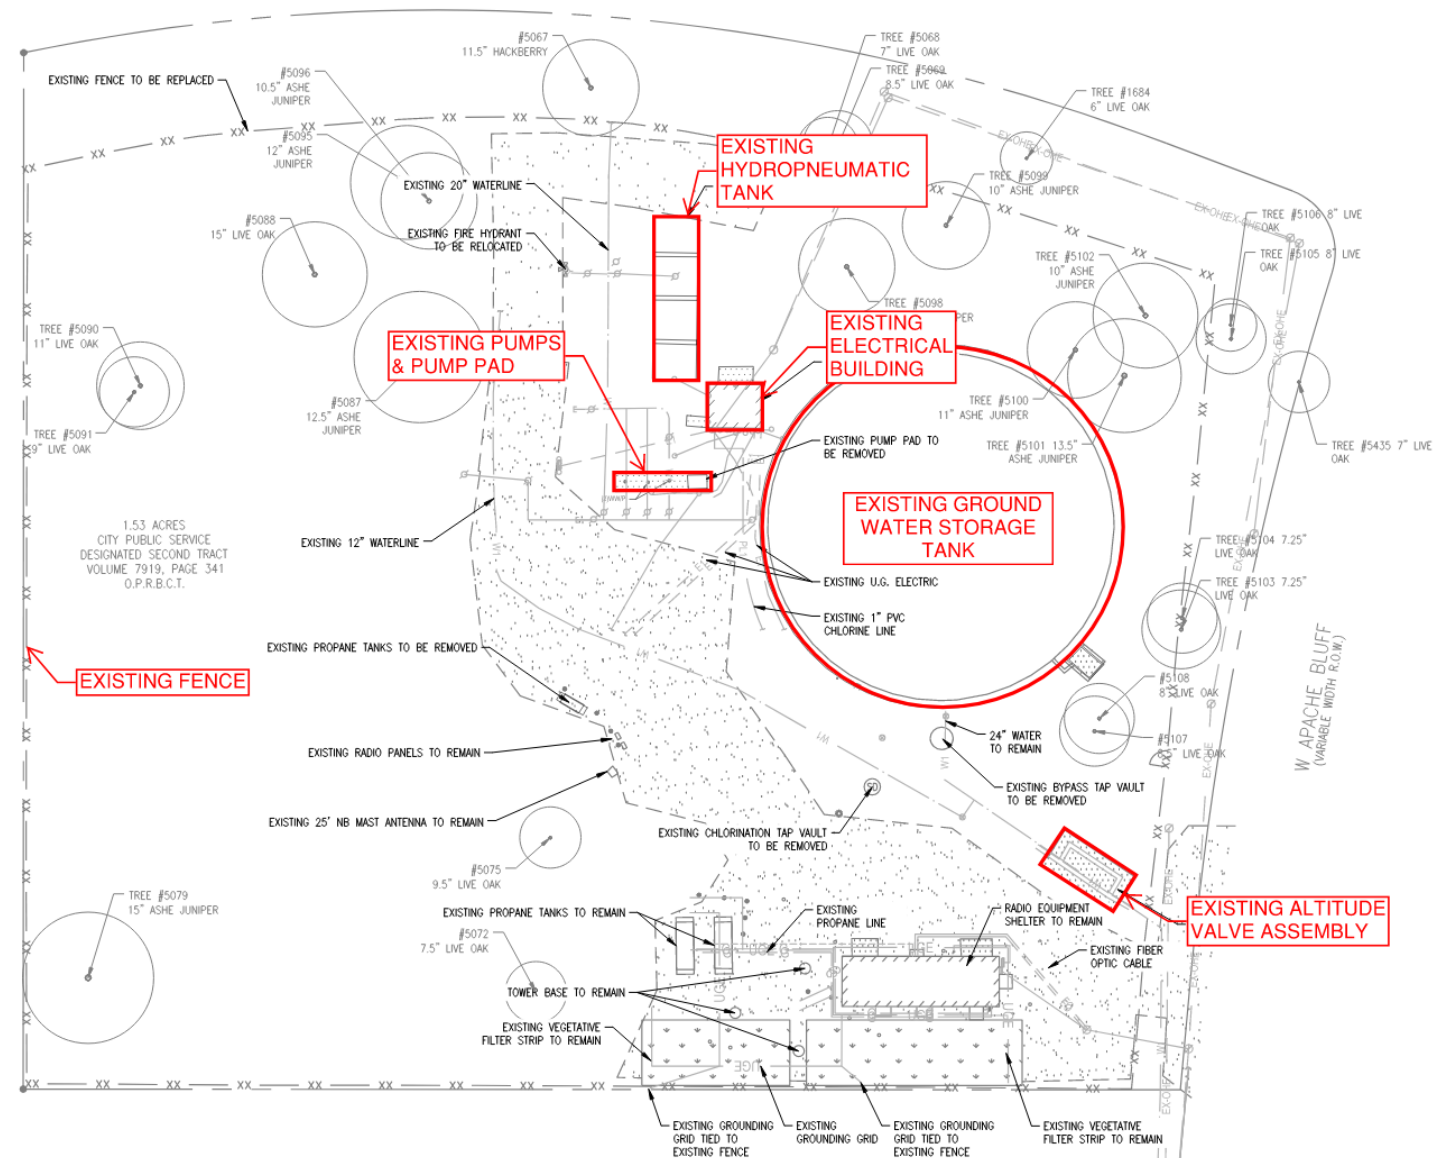 #5067
11.5" HACKBERRY
TREE #5068
7" LIVE OAK
TREE #5069
8.5" LIVE OAK
EXISTING FENCE TO BE REPLACED
#5096
10.5" ASHE
JUNIPER
TREE #1684
6" LIVE OAK
#5095
12" ASHE
JUNIPER
EXISTING
HYDROPNEUMATIC
TANK
EXISTING 20" WATERLINE
TREE #5099
10" ASHE JUNIPER
#5088
15" LIVE OAK
EXISTING FIRE HYDRANT
TO BE RELOCATED
TREE #5106 8" LIVE
OAK
TREE #5105 8" LIVE
OAK
#5102
10" ASHE
JUNIPER
TREE #5098
EXISTING
ELECTRICAL
BUILDING
TREE #5090
11" LIVE OAK
EXISTING PUMPS
& PUMP PAD
#5087
12.5" ASHE
JUNIPER
TREE #5100
11" ASHE JUNIPER
TREE #5091
9" LIVE OAK
EXISTING PUMP PAD TO
BE REMOVED
TREE #5101 13.5"
ASHE JUNIPER
TREE #5435 7" LIVE
OAK
1.53 ACRES
CITY PUBLIC SERVICE
DESIGNATED SECOND TRACT
VOLUME 7919, PAGE 341
O.P.R.B.C.T.
EXISTING GROUND
WATER STORAGE
TANK
EXISTING 12" WATERLINE
TREE #5104 7.25"
LIVE OAK
EXISTING U.G. ELECTRIC
TREE #5103 7.25"
LIVE OAK
EXISTING 1" PVC
CHLORINE LINE
EXISTING PROPANE TANKS TO BE REMOVED
EXISTING FENCE
W APACHE BLUFF
(VARIABLE WIDTH R.O.W.)
#5108
8" LIVE OAK
EXISTING RADIO PANELS TO REMAIN
24" WATER
TO REMAIN
#5107
LIVE OAK
EXISTING BYPASS TAP VAULT
TO BE REMOVED
SD
EXISTING 25' NB MAST ANTENNA TO REMAIN
EXISTING CHLORINATION TAP VAULT
TO BE REMOVED
#5075
9.5" LIVE OAK
TREE #5079
15" ASHE JUNIPER
EXISTING PROPANE TANKS TO REMAIN
EXISTING
PROPANE LINE
RADIO EQUIPMENT
SHELTER TO REMAIN
EXISTING ALTITUDE
VALVE ASSEMBLY
#5072
7.5" LIVE OAK
EXISTING FIBER
OPTIC CABLE
TOWER BASE TO REMAIN
EXISTING VEGETATIVE
FILTER STRIP TO REMAIN
UGE
EXISTING GROUNDING
GRID TIED TO
EXISTING FENCE
EXISTING
GROUNDING GRID
EXISTING GROUNDING
GRID TIED TO
EXISTING FENCE
EXISTING VEGETATIVE
FILTER STRIP TO REMAIN